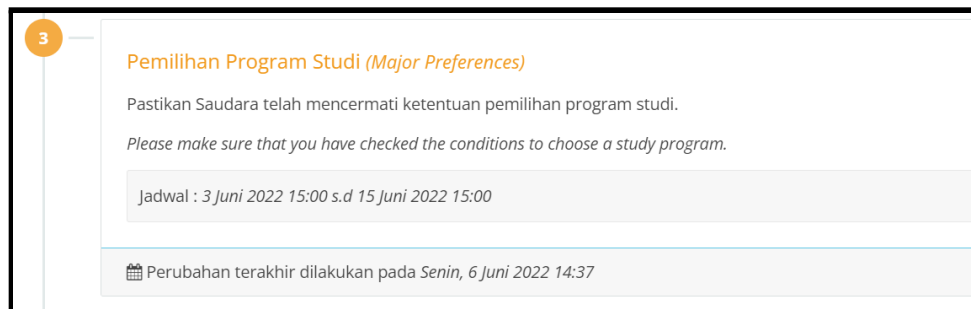 3
Pemilihan Program Studi (Major Preferences)
Pastikan Saudara telah mencermati ketentuan pemilihan program studi.
Please make sure that you have checked the conditions to choose a study program.
Jadwal : 3 Juni 2022 15:00 s.d 15 Juni 2022 15:00
Perubahan terakhir dilakukan pada Senin, 6 Juni 2022 14:37